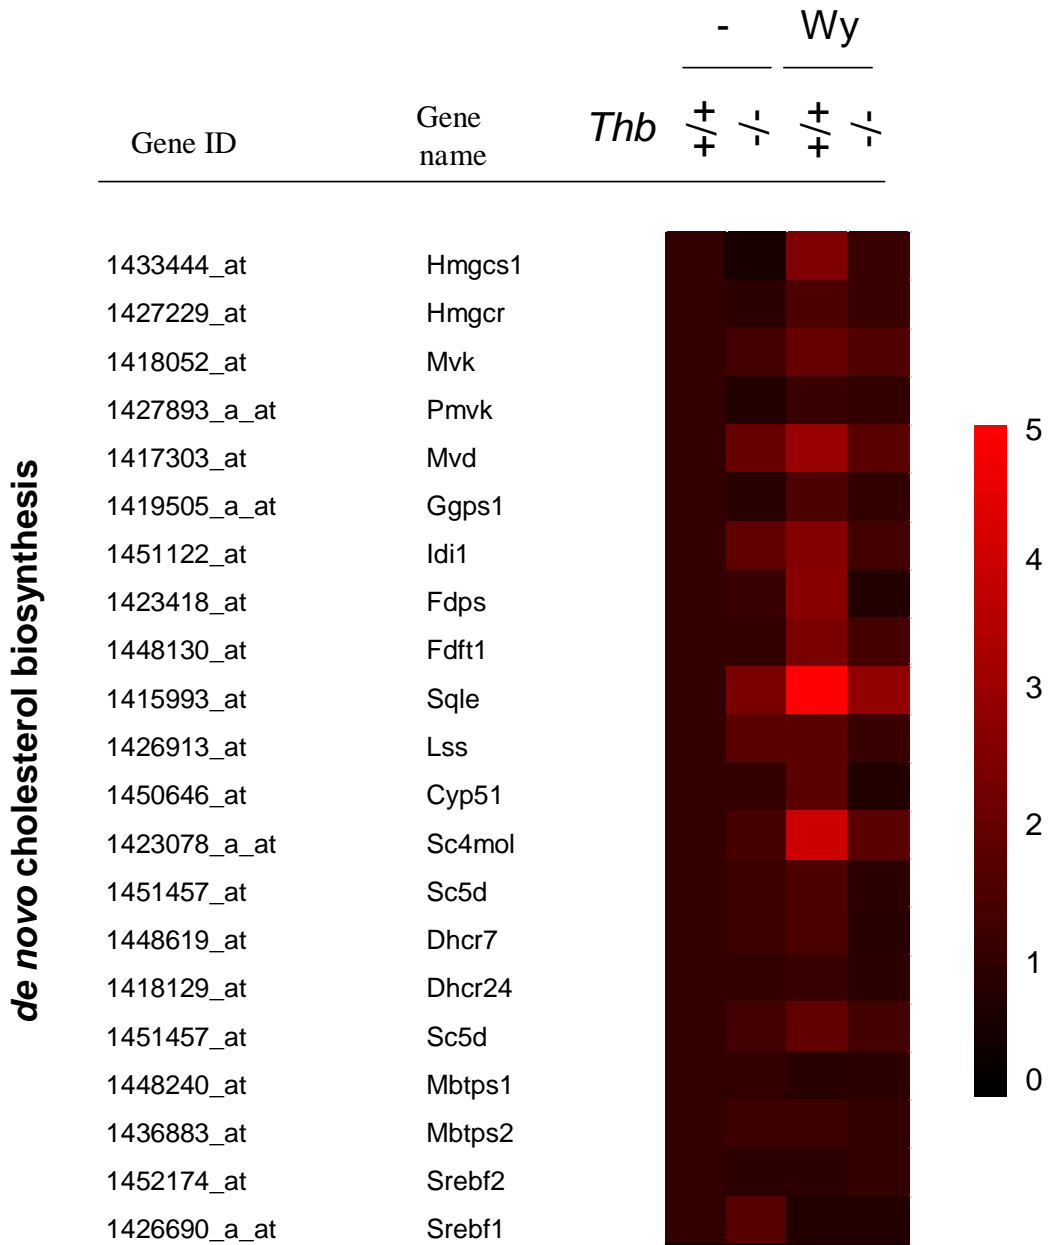 - Wy
Gene ID Gene name Thb +/+ -/- +/+ -/-
de novo cholesterol biosynthesis
1433444_at Hmgcs1
1427229_at Hmgcr
1418052_at Mvk
1427893_a_at Pmvk
1417303_at Mvd
1419505_a_at Ggps1
1451122_at Idi1
1423418_at Fdps
1448130_at Fdft1
1415993_at Sqle
1426913_at Lss
1450646_at Cyp51
1423078_a_at Sc4mol
1451457_at Sc5d
1448619_at Dhcr7
1418129_at Dhcr24
1451457_at Sc5d
1448240_at Mbtps1
1436883_at Mbtps2
1452174_at Srebf2
1426690_a_at Srebf1
5
4
3
2
1
0